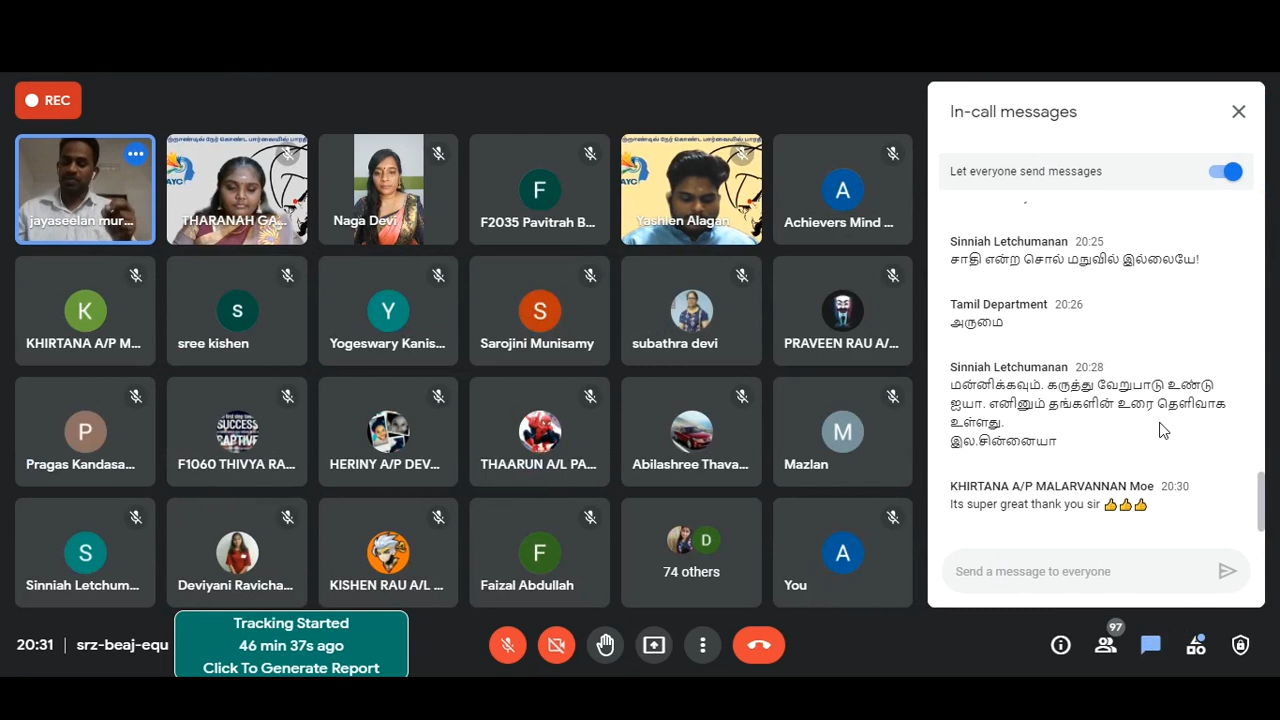 REC
In-call messages
Let everyone send messages
Sinniah Letchumanan 20:25
சாதி என்ற சொல் மநுவில் இல்லையே!
Tamil Department 20:26
அருமை
Sinniah Letchumanan 20:28
மன்னிக்கவும். கருத்து வேறுபாடு உண்டு
ஐயா. எனினும் தங்களின் உரை தெளிவாக
உள்ளது.
இல.சின்னையா
KHIRTANA A/P MALARVANNAN Moe 20:30
Its super great thank you sir 👍👍👍
Send a message to everyone
AYC
jayaseelan mur...
THARANAH GA...
Naga Devi
F
F2035 Pavitrah B...
Yashien Alagan
A
Achievers Mind ...
K
KHIRTANA A/P M...
s
sree kishen
Y
Yogeswary Kanis...
S
Sarojini Munisamy
subathra devi
PRAVEEN RAU A/...
P
Pragas Kandasa...
SUCCESS
CAPTIVE
F1060 THIVYA RA...
HERINY A/P DEV...
THAARUN A/L PA...
Abilashree Thava...
M
Mazlan
S
Sinniah Letchum...
Deviyani Ravicha...
KISHEN RAU A/L ...
F
Faizal Abdullah
D
74 others
A
You
20:31 | srz-beaj-equ
Tracking Started
46 min 37s ago
Click To Generate Report
97